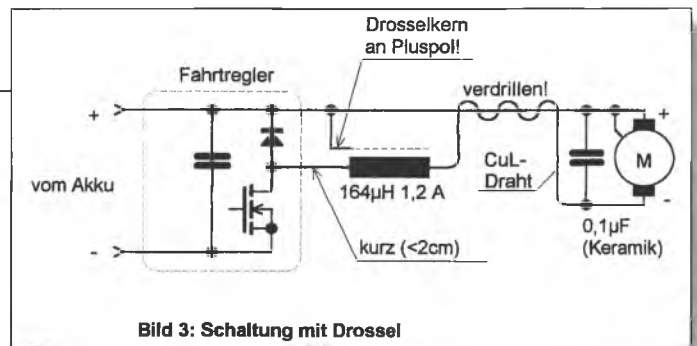 Drosselkern
an Pluspol!
Fahrtregler
verdrillen!
+
+
vom Akku
CuL-
Draht
M
164µH 1,2 A
-
-
0,1µF
(Keramik)
kurz (<2cm)
Bild 3: Schaltung mit Drossel